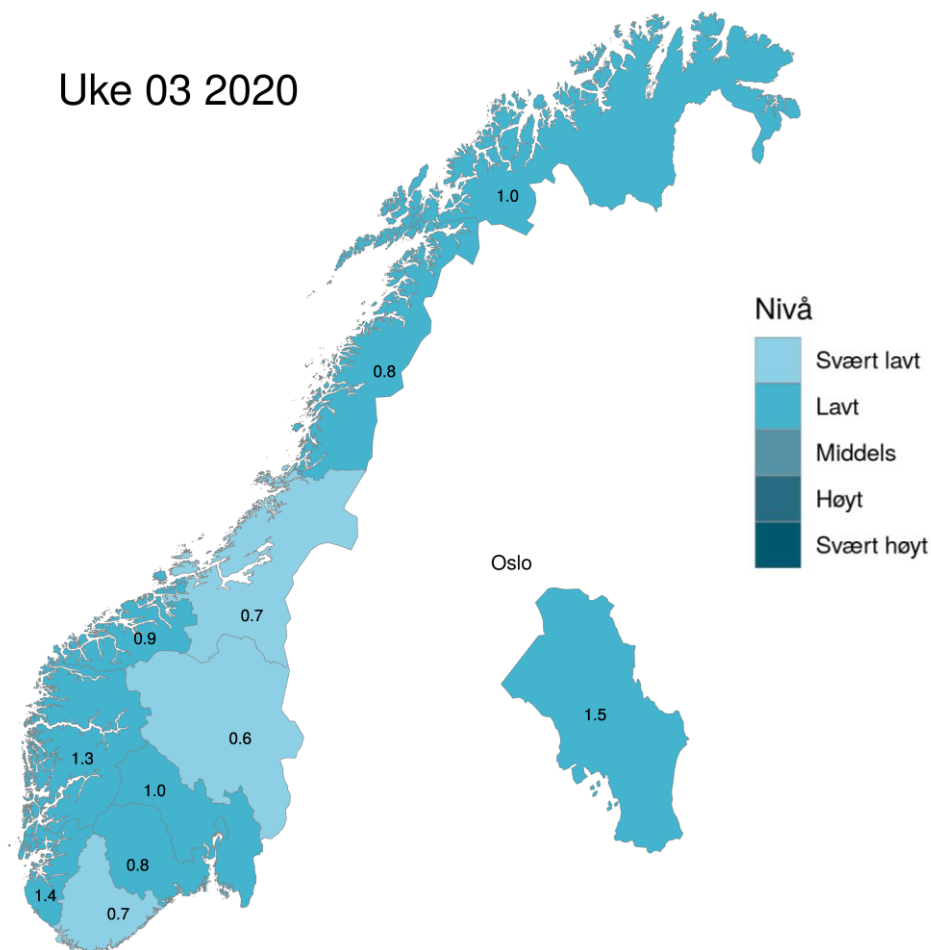 Uke 03 2020
1.0
Nivå
Svært lavt
Lavt
Middels
Høyt
Svært høyt
0.8
Oslo
0.7
0.9
1.5
0.6
1.3
1.0
0.8
1.4
0.7